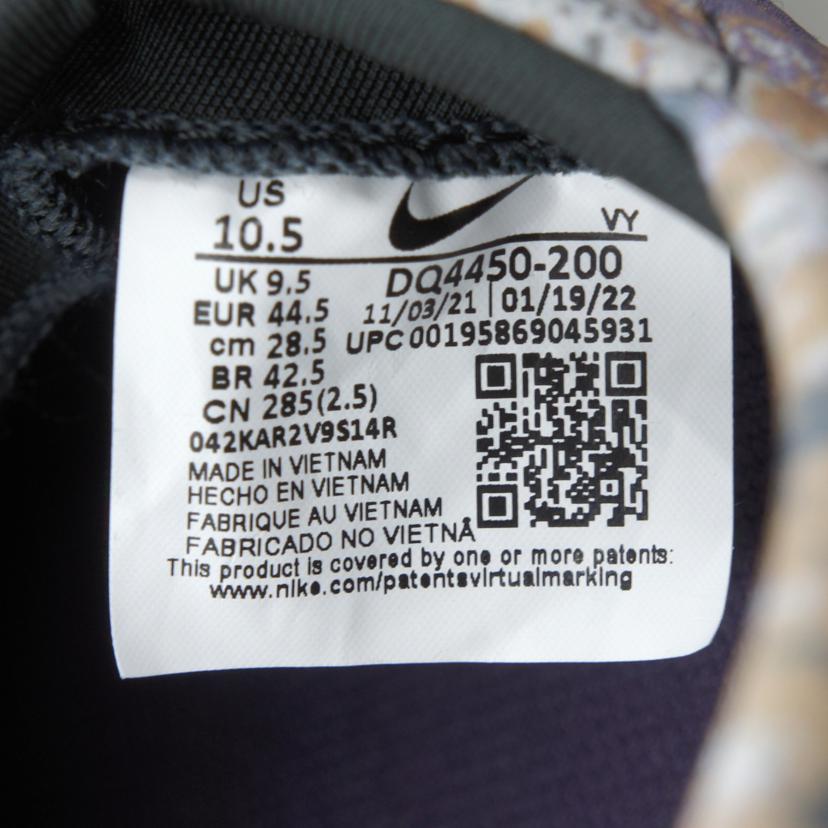 US
10.5
VY
UK 9.5
DQ4450-200
EUR 44.5
11/03/21 | 01/19/22
cm 28.5
UPC 00195869045931
BR 42.5
CN 285(2.5)
042KAR2V9S14R
MADE IN VIETNAM
HECHO EN VIETNAM
FABRIQUE AU VIETNAM
FABRICADO NO VIETNÃ
This product is covered by one or more patents:
www.nike.com/patentsvirtualmarking